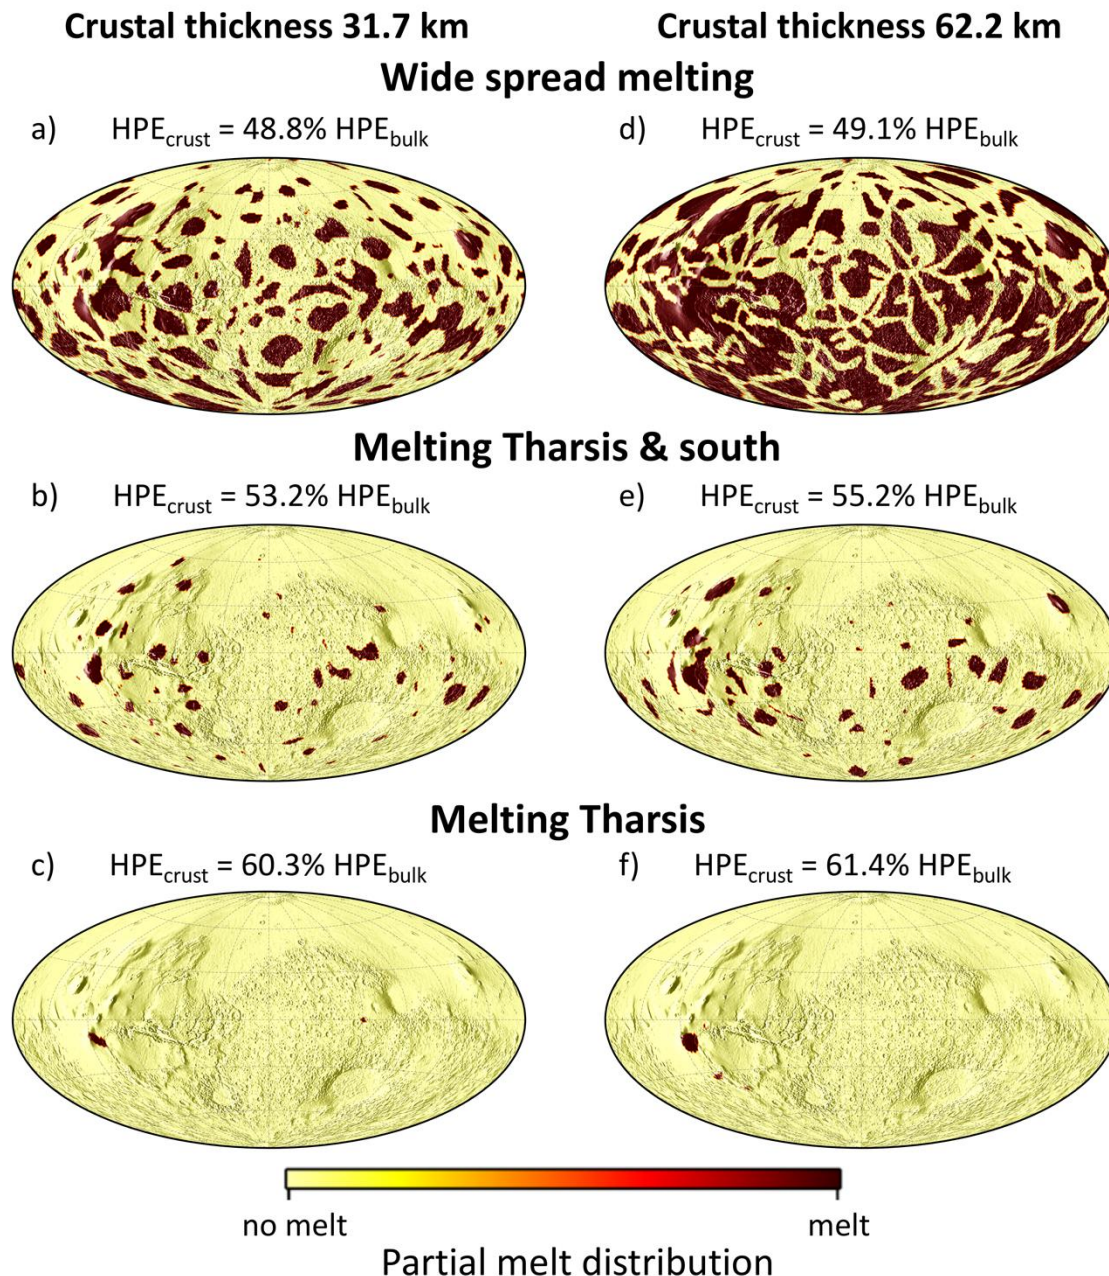 Crustal thickness 31.7 km
Crustal thickness 62.2 km
Wide spread melting
a) HPEcrust = 48.8% HPEbulk
d) HPEcrust = 49.1% HPEbulk
Melting Tharsis & south
b) HPEcrust = 53.2% HPEbulk
e) HPEcrust = 55.2% HPEbulk
Melting Tharsis
c) HPEcrust = 60.3% HPEbulk
f) HPEcrust = 61.4% HPEbulk
no melt
melt
Partial melt distribution